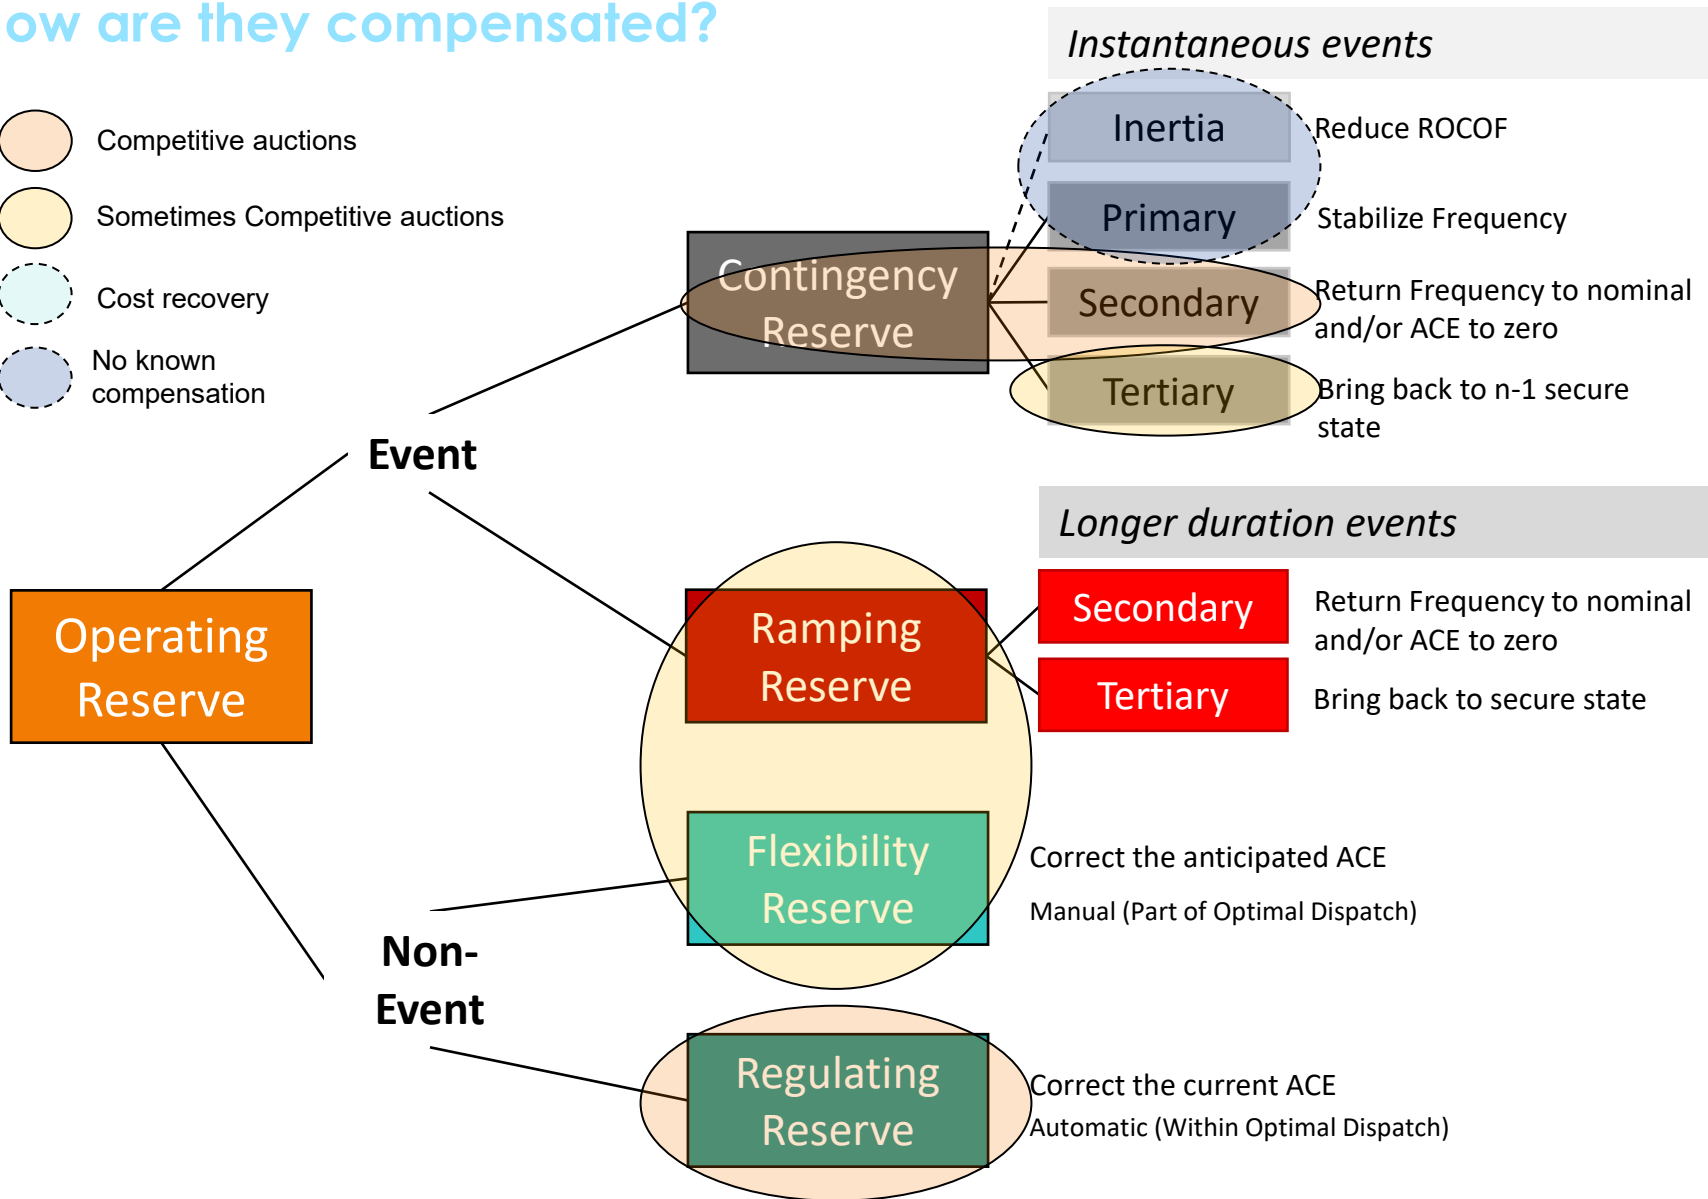 ow are they compensated?
Competitive auctions
Sometimes Competitive auctions
Cost recovery
No known
compensation
Instantaneous events
Inertia
Reduce ROCOF
Primary
Stabilize Frequency
Contingency
Reserve
Secondary
Return Frequency to nominal
and/or ACE to zero
Tertiary
Bring back to n-1 secure
state
Event
Longer duration events
Operating
Reserve
Ramping
Reserve
Secondary
Return Frequency to nominal
and/or ACE to zero
Tertiary
Bring back to secure state
Flexibility
Reserve
Correct the anticipated ACE
Manual (Part of Optimal Dispatch)
Non-
Event
Regulating
Reserve
Correct the current ACE
Automatic (Within Optimal Dispatch)